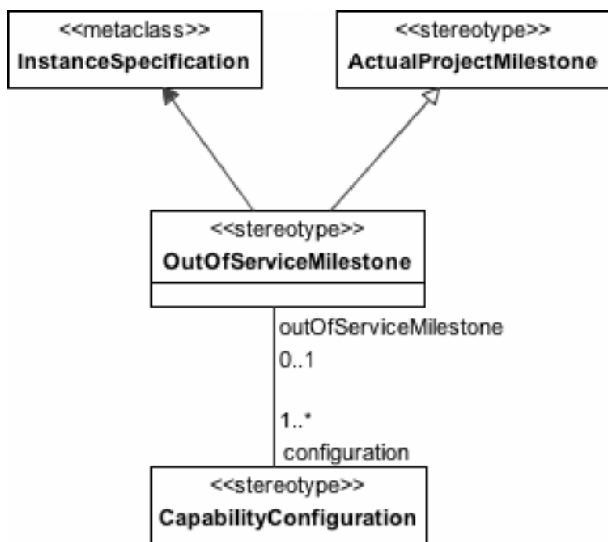 <<metaclass>>
InstanceSpecification
<<stereotype>>
ActualProjectMilestone
<<stereotype>>
OutOfServiceMilestone
outOfServiceMilestone
0..1
1..*
configuration
<<stereotype>>
CapabilityConfiguration